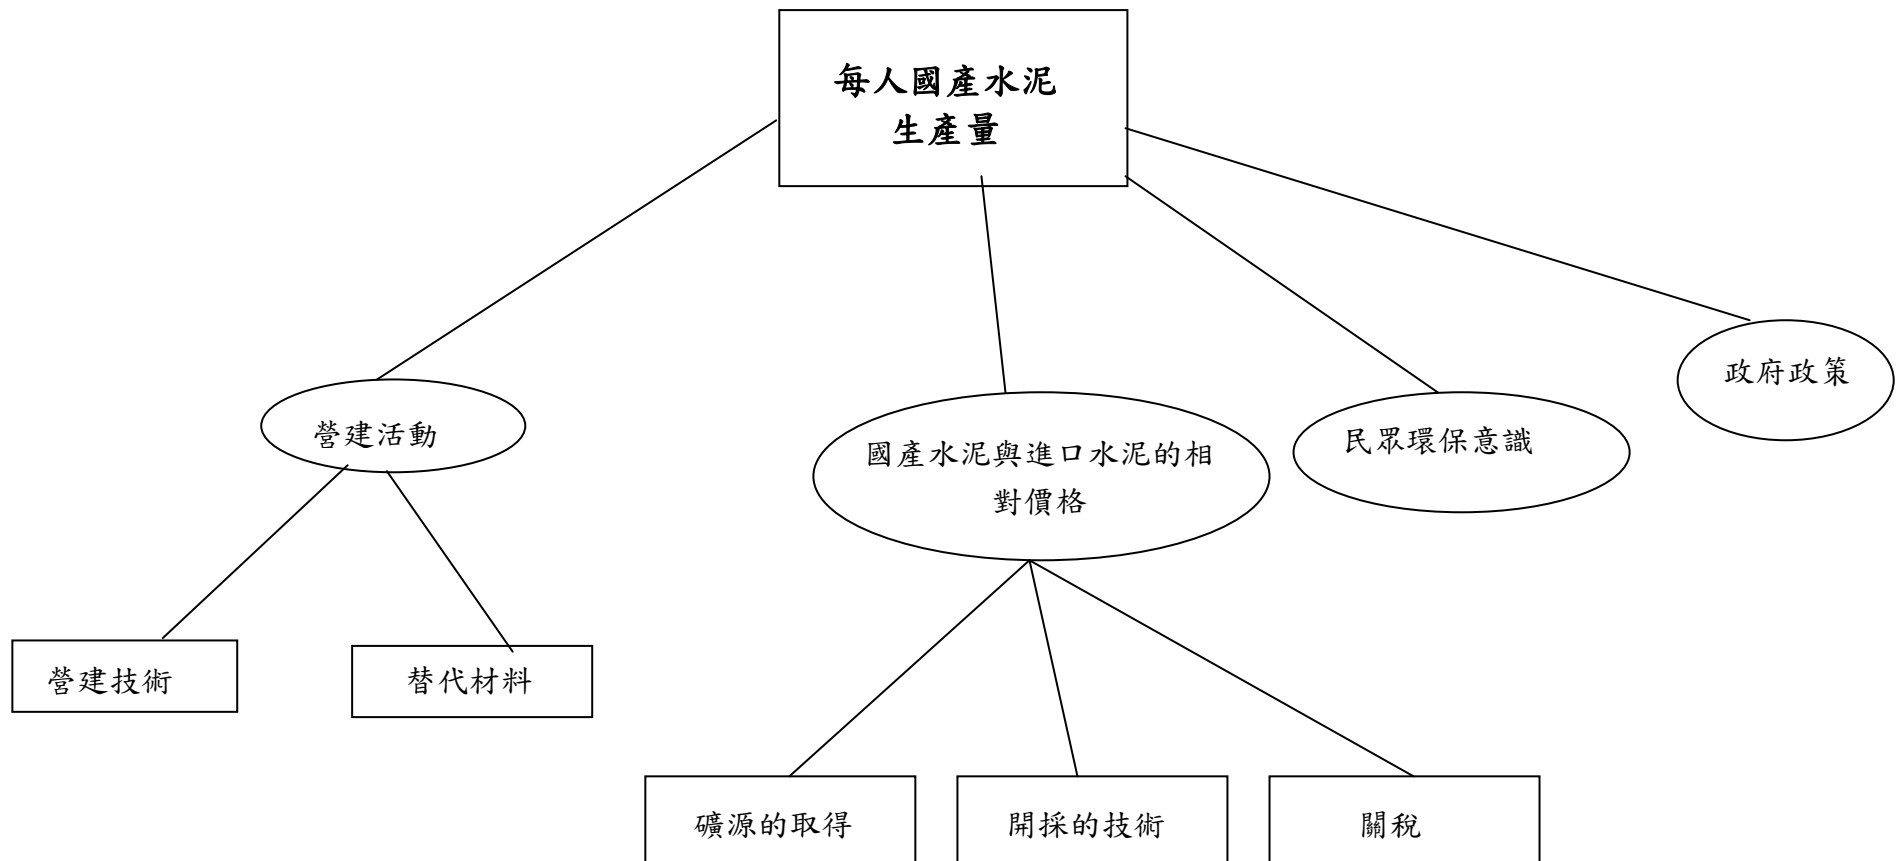 每人國產水泥
生產量
政府政策
營建活動
民眾環保意識
國產水泥與進口水泥的相
對價格
營建技術
替代材料
礦源的取得
開採的技術
關稅